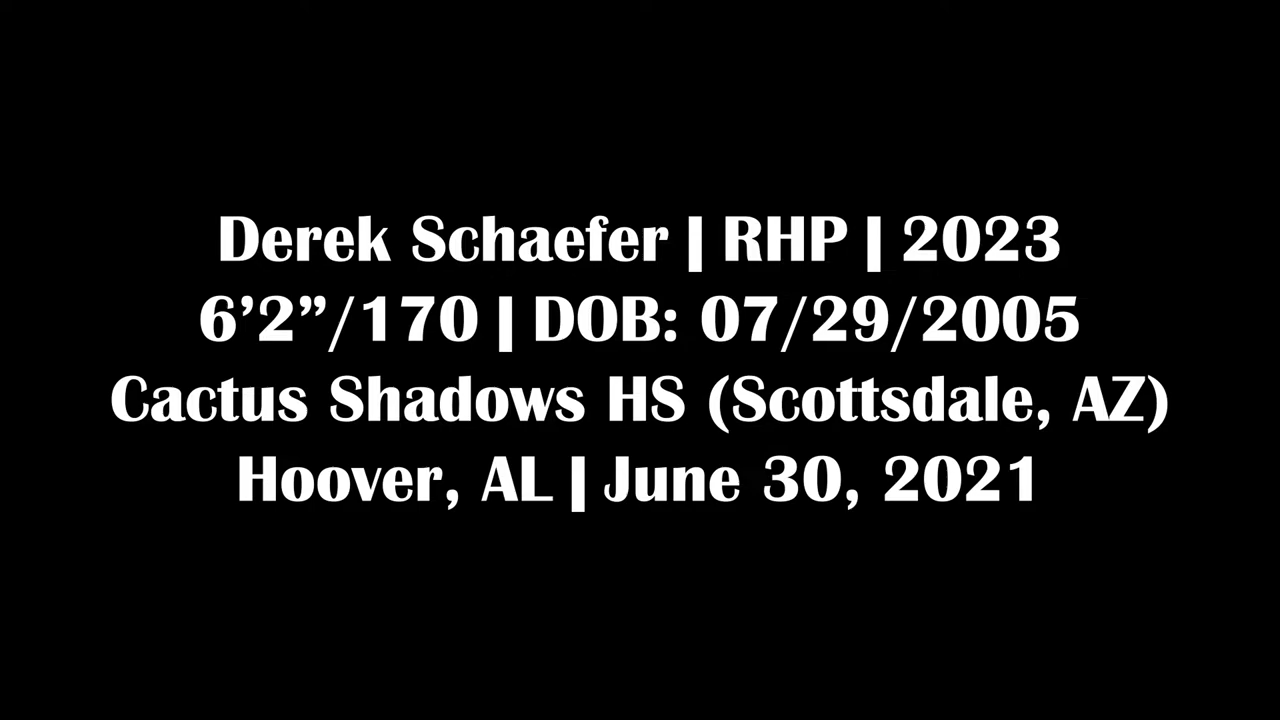 Derek Schaefer | RHP | 2023
6’2”/170 | DOB: 07/29/2005
Cactus Shadows HS (Scottsdale, AZ)
Hoover, AL | June 30, 2021